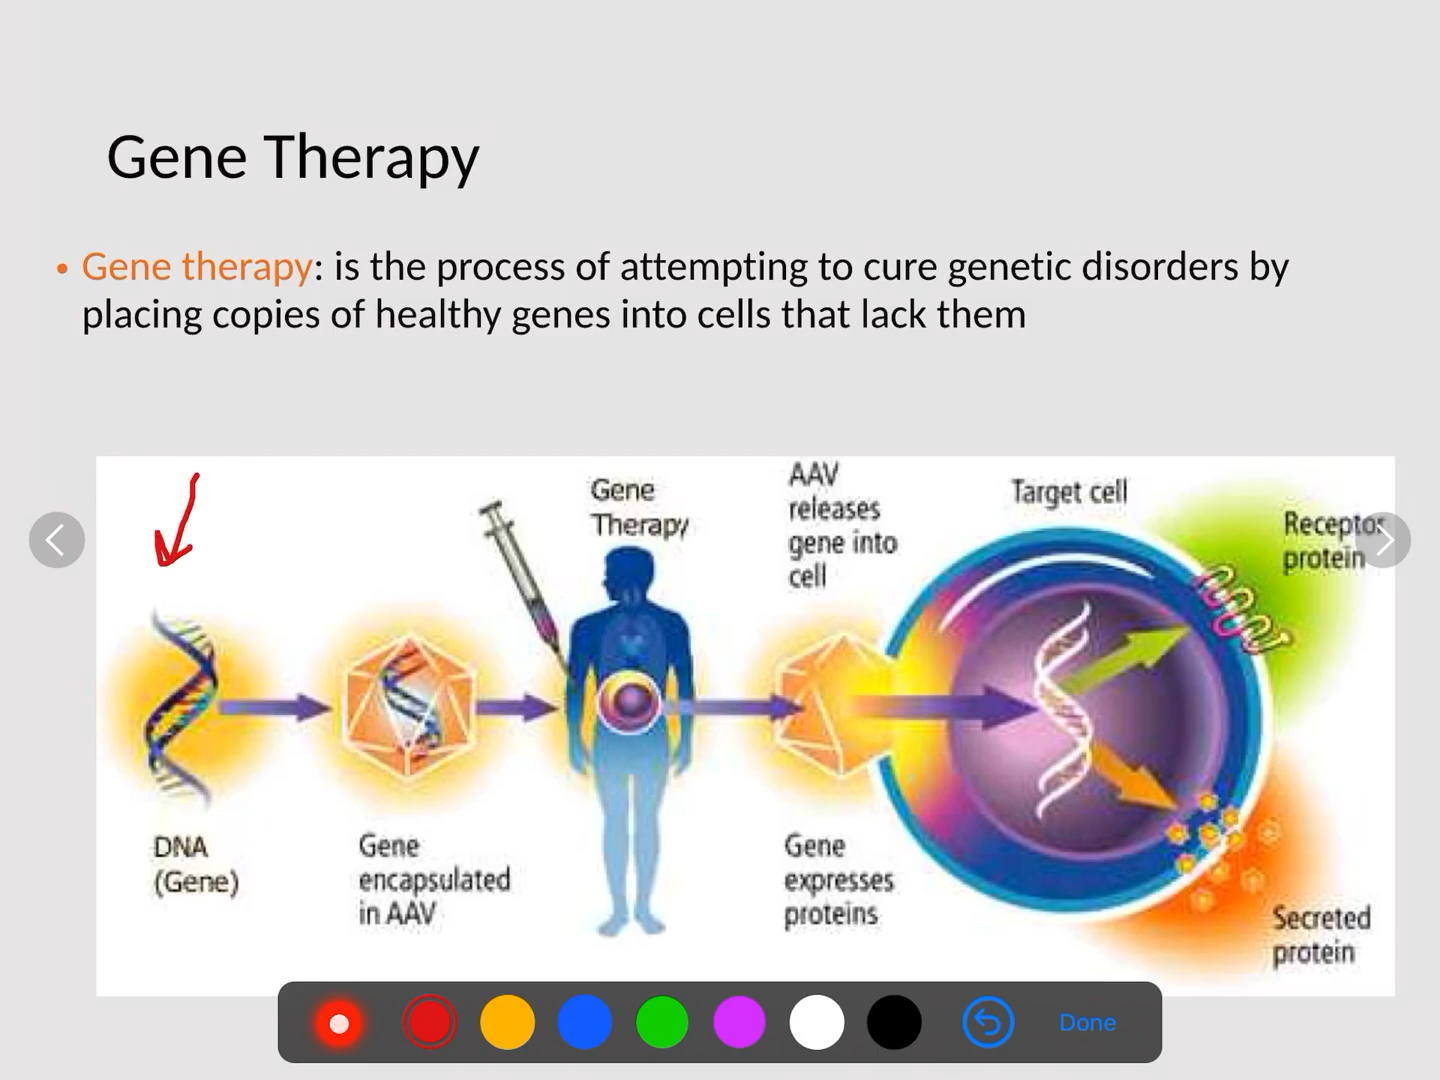 Gene Therapy
• Gene therapy: is the process of attempting to cure genetic disorders by
placing copies of healthy genes into cells that lack them
DNA
(Gene)
Gene
encapsulated
in AAV
Gene
Therapy
AAV
releases
gene into
cell
Gene
expresses
proteins
Target cell
Receptor
protein
Secreted
protein
Done